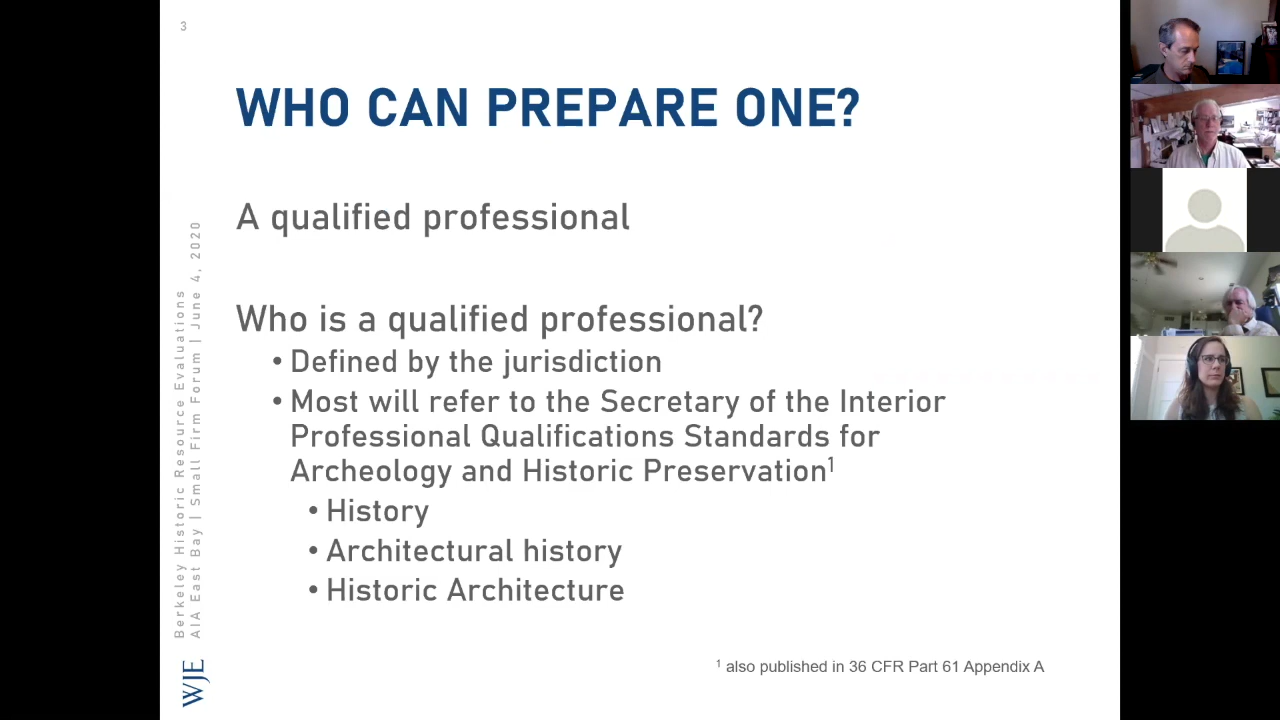 3
WHO CAN PREPARE ONE?
A qualified professional
Who is a qualified professional?
• Defined by the jurisdiction
• Most will refer to the Secretary of the Interior
Professional Qualifications Standards for
Archeology and Historic Preservation¹
• History
• Architectural history
• Historic Architecture
¹ also published in 36 CFR Part 61 Appendix A
Berkeley Historic Resource Evaluations
AIA East Bay | Small Firm Forum | June 4, 2020
WJE